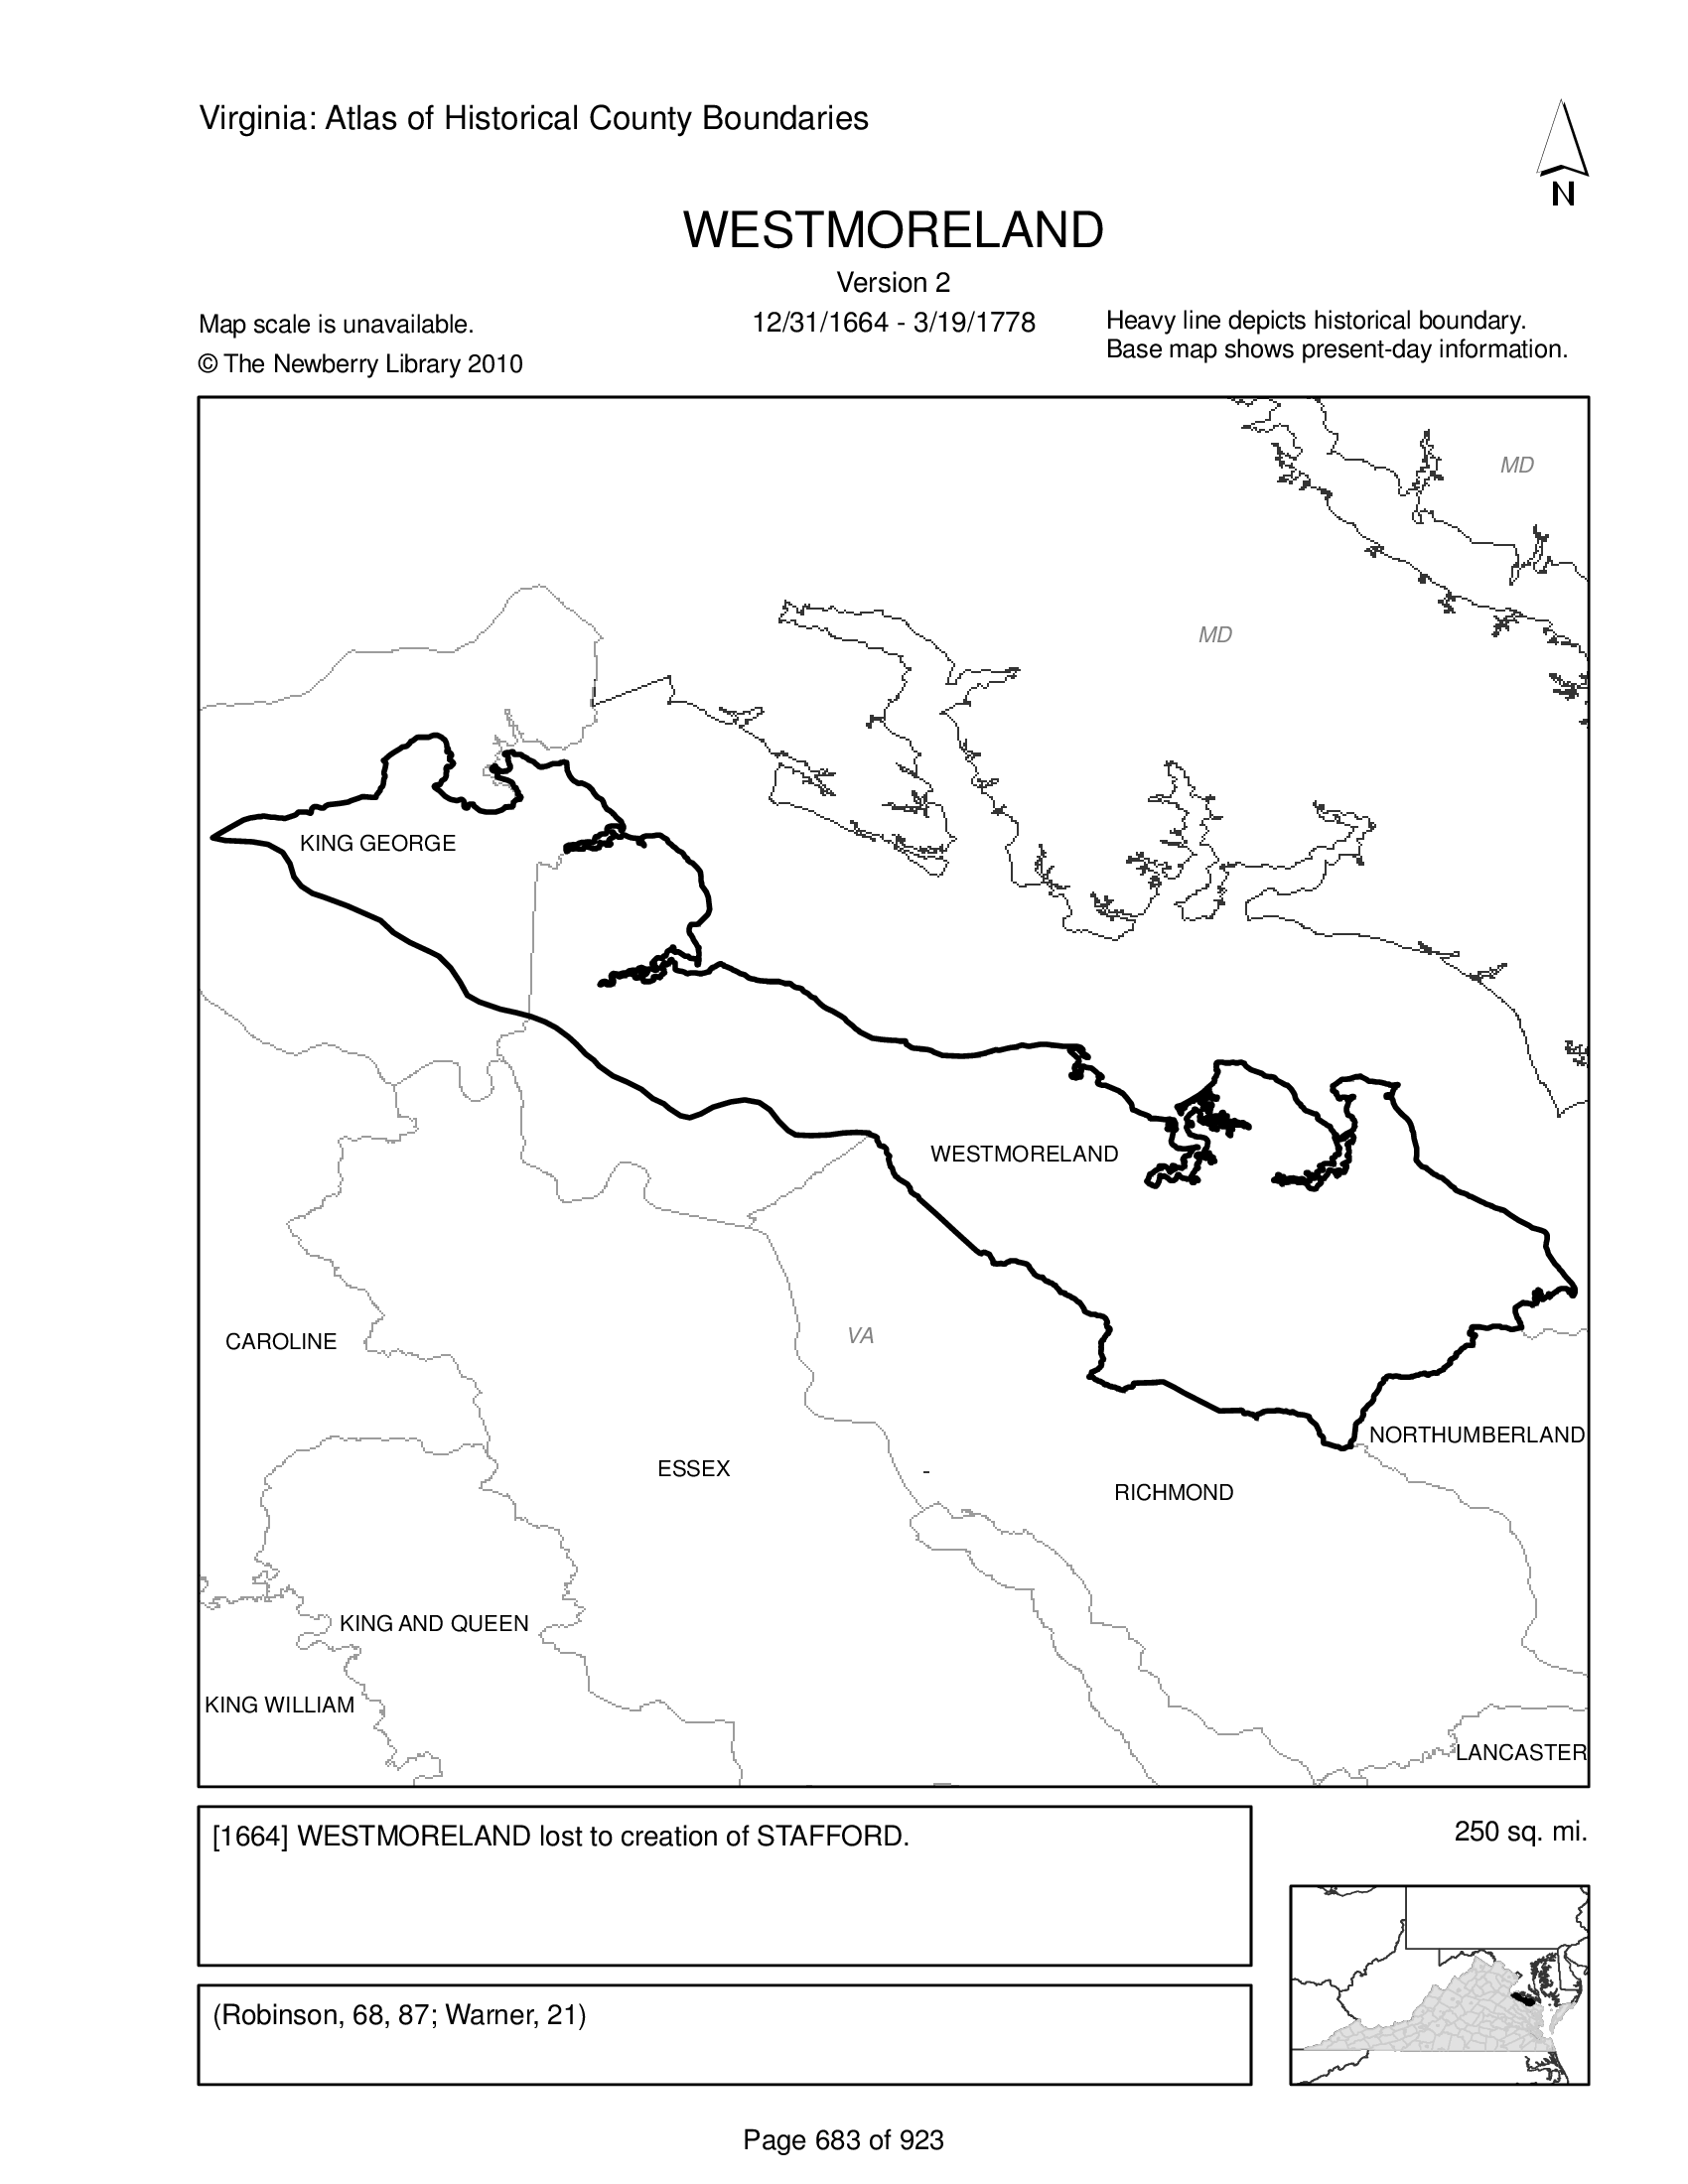 Virginia: Atlas of Historical County Boundaries
N
WESTMORELAND
Version 2
Map scale is unavailable.
12/31/1664 - 3/19/1778
Heavy line depicts historical boundary.
© The Newberry Library 2010
Base map shows present-day information.
MD
MD
KING GEORGE
WESTMORELAND
VA
CAROLINE
NORTHUMBERLAND
ESSEX
RICHMOND
KING AND QUEEN
KING WILLIAM
LANCASTER
[1664] WESTMORELAND lost to creation of STAFFORD.
250 sq. mi.
(Robinson, 68, 87; Warner, 21)
Page 683 of 923